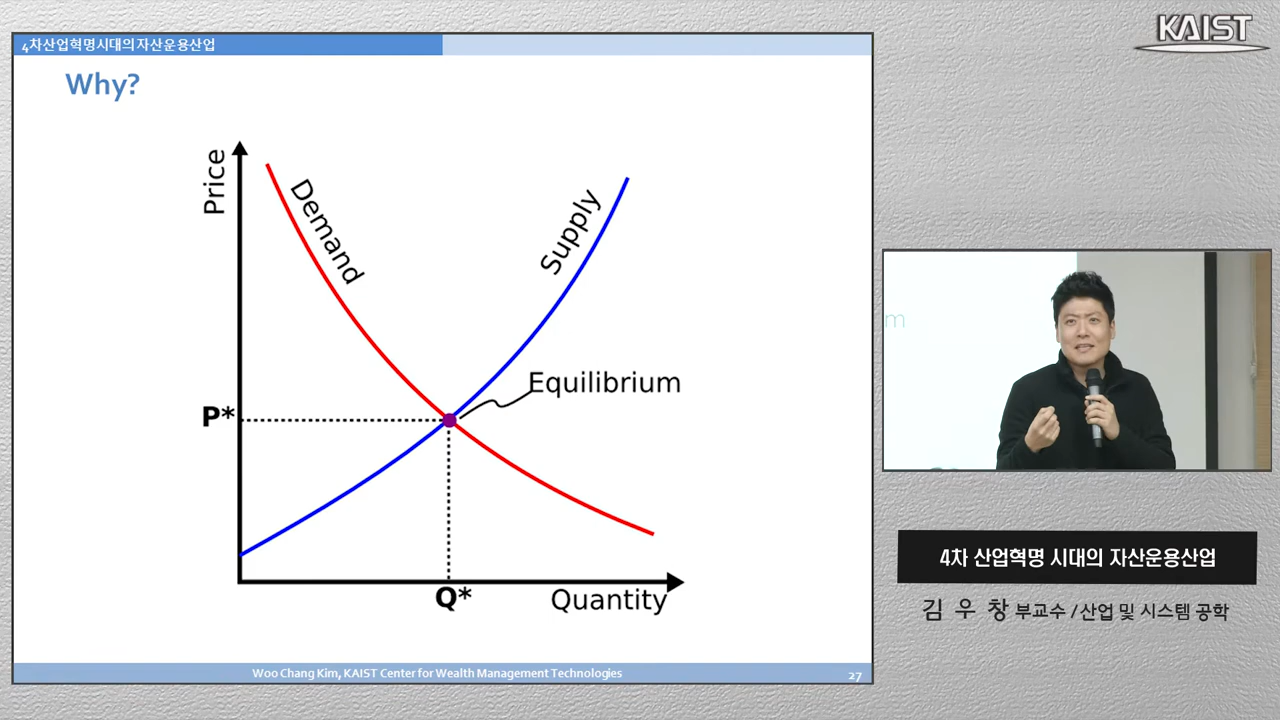 4차산업혁명시대의자산운용산업
Why?
Price
Demand
Supply
Equilibrium
P*
Q*
Quantity
Woo Chang Kim, KAIST Center for Wealth Management Technologies
27
KAIST
m
4차 산업혁명 시대의 자산운용산업
김 우 창 부교수 / 산업 및 시스템 공학